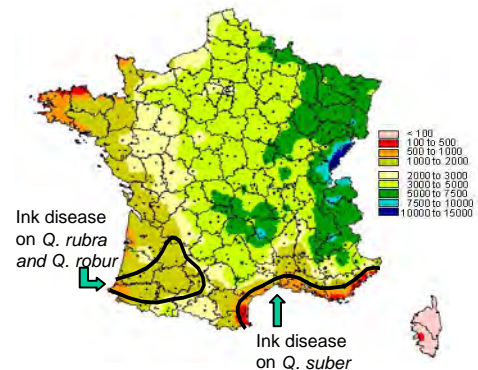 < 100
100 to 500
500 to 1000
1000 to 2000
2000 to 3000
3000 to 5000
5000 to 7500
7500 to 10000
10000 to 15000
Ink disease
on Q. rubra
and Q. robur
Ink disease
on Q. suber